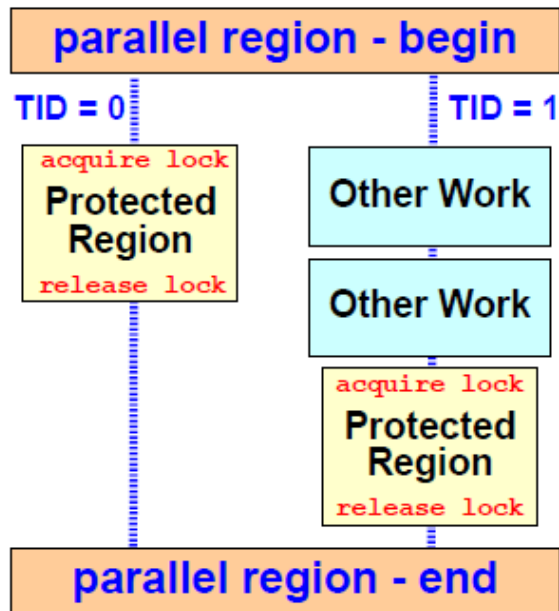 parallel region - begin
TID = 0
TID = 1
acquire lock
Protected
Region
release lock
Other Work
Other Work
acquire lock
Protected
Region
release lock
parallel region - end